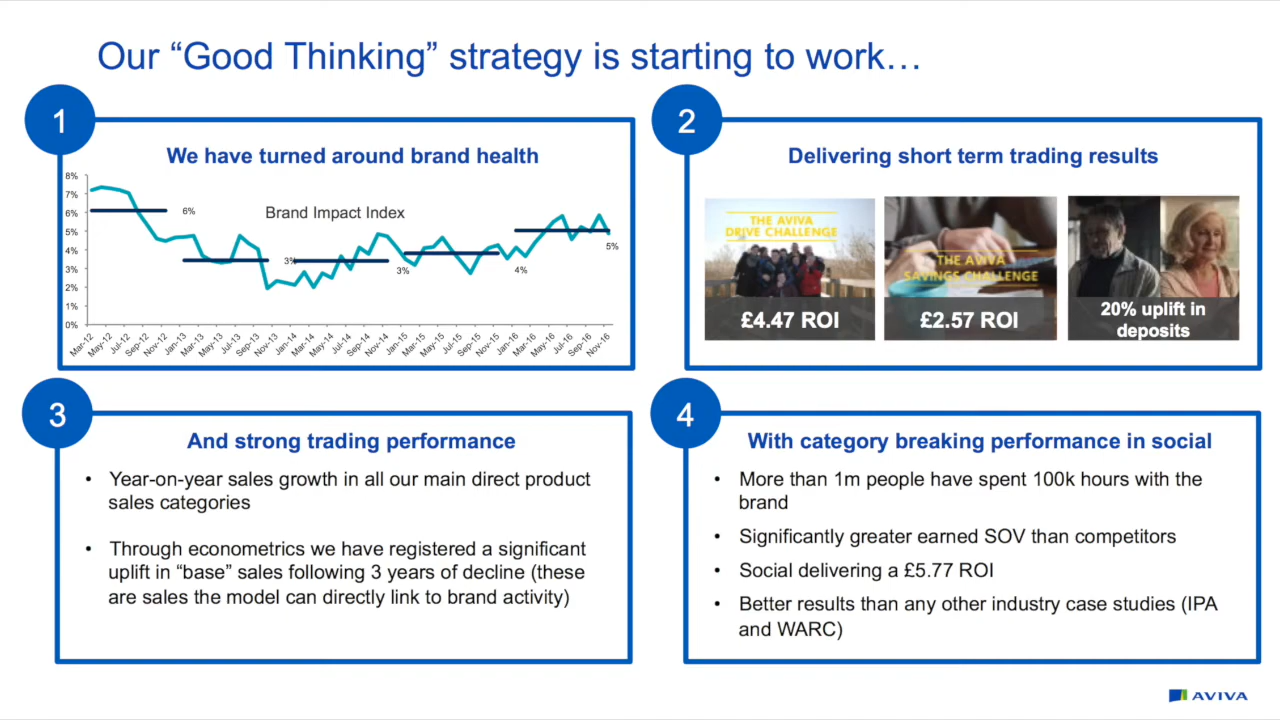 Our “Good Thinking” strategy is starting to work…
1
We have turned around brand health
8%
7%
6%
5%
4%
3%
2%
1%
0%
Brand Impact Index
6%
3%
3%
4%
5%
Mar-12
May-12
Jul-12
Sep-12
Nov-12
Jan-13
Mar-13
May-13
Jul-13
Sep-13
Nov-13
Jan-14
Mar-14
May-14
Jul-14
Sep-14
Nov-14
Jan-15
Mar-15
May-15
Jul-15
Sep-15
Nov-15
Jan-16
Mar-16
May-16
Jul-16
Sep-16
Nov-16
2
Delivering short term trading results
THE AVIVA
DRIVE CHALLENGE
£4.47 ROI
THE AVIVA
SAVINGS CHALLENGE
£2.57 ROI
20% uplift in
deposits
3
And strong trading performance
• Year-on-year sales growth in all our main direct product
sales categories
• Through econometrics we have registered a significant
uplift in “base” sales following 3 years of decline (these
are sales the model can directly link to brand activity)
4
With category breaking performance in social
• More than 1m people have spent 100k hours with the
brand
• Significantly greater earned SOV than competitors
• Social delivering a £5.77 ROI
• Better results than any other industry case studies (IPA
and WARC)
AVIVA